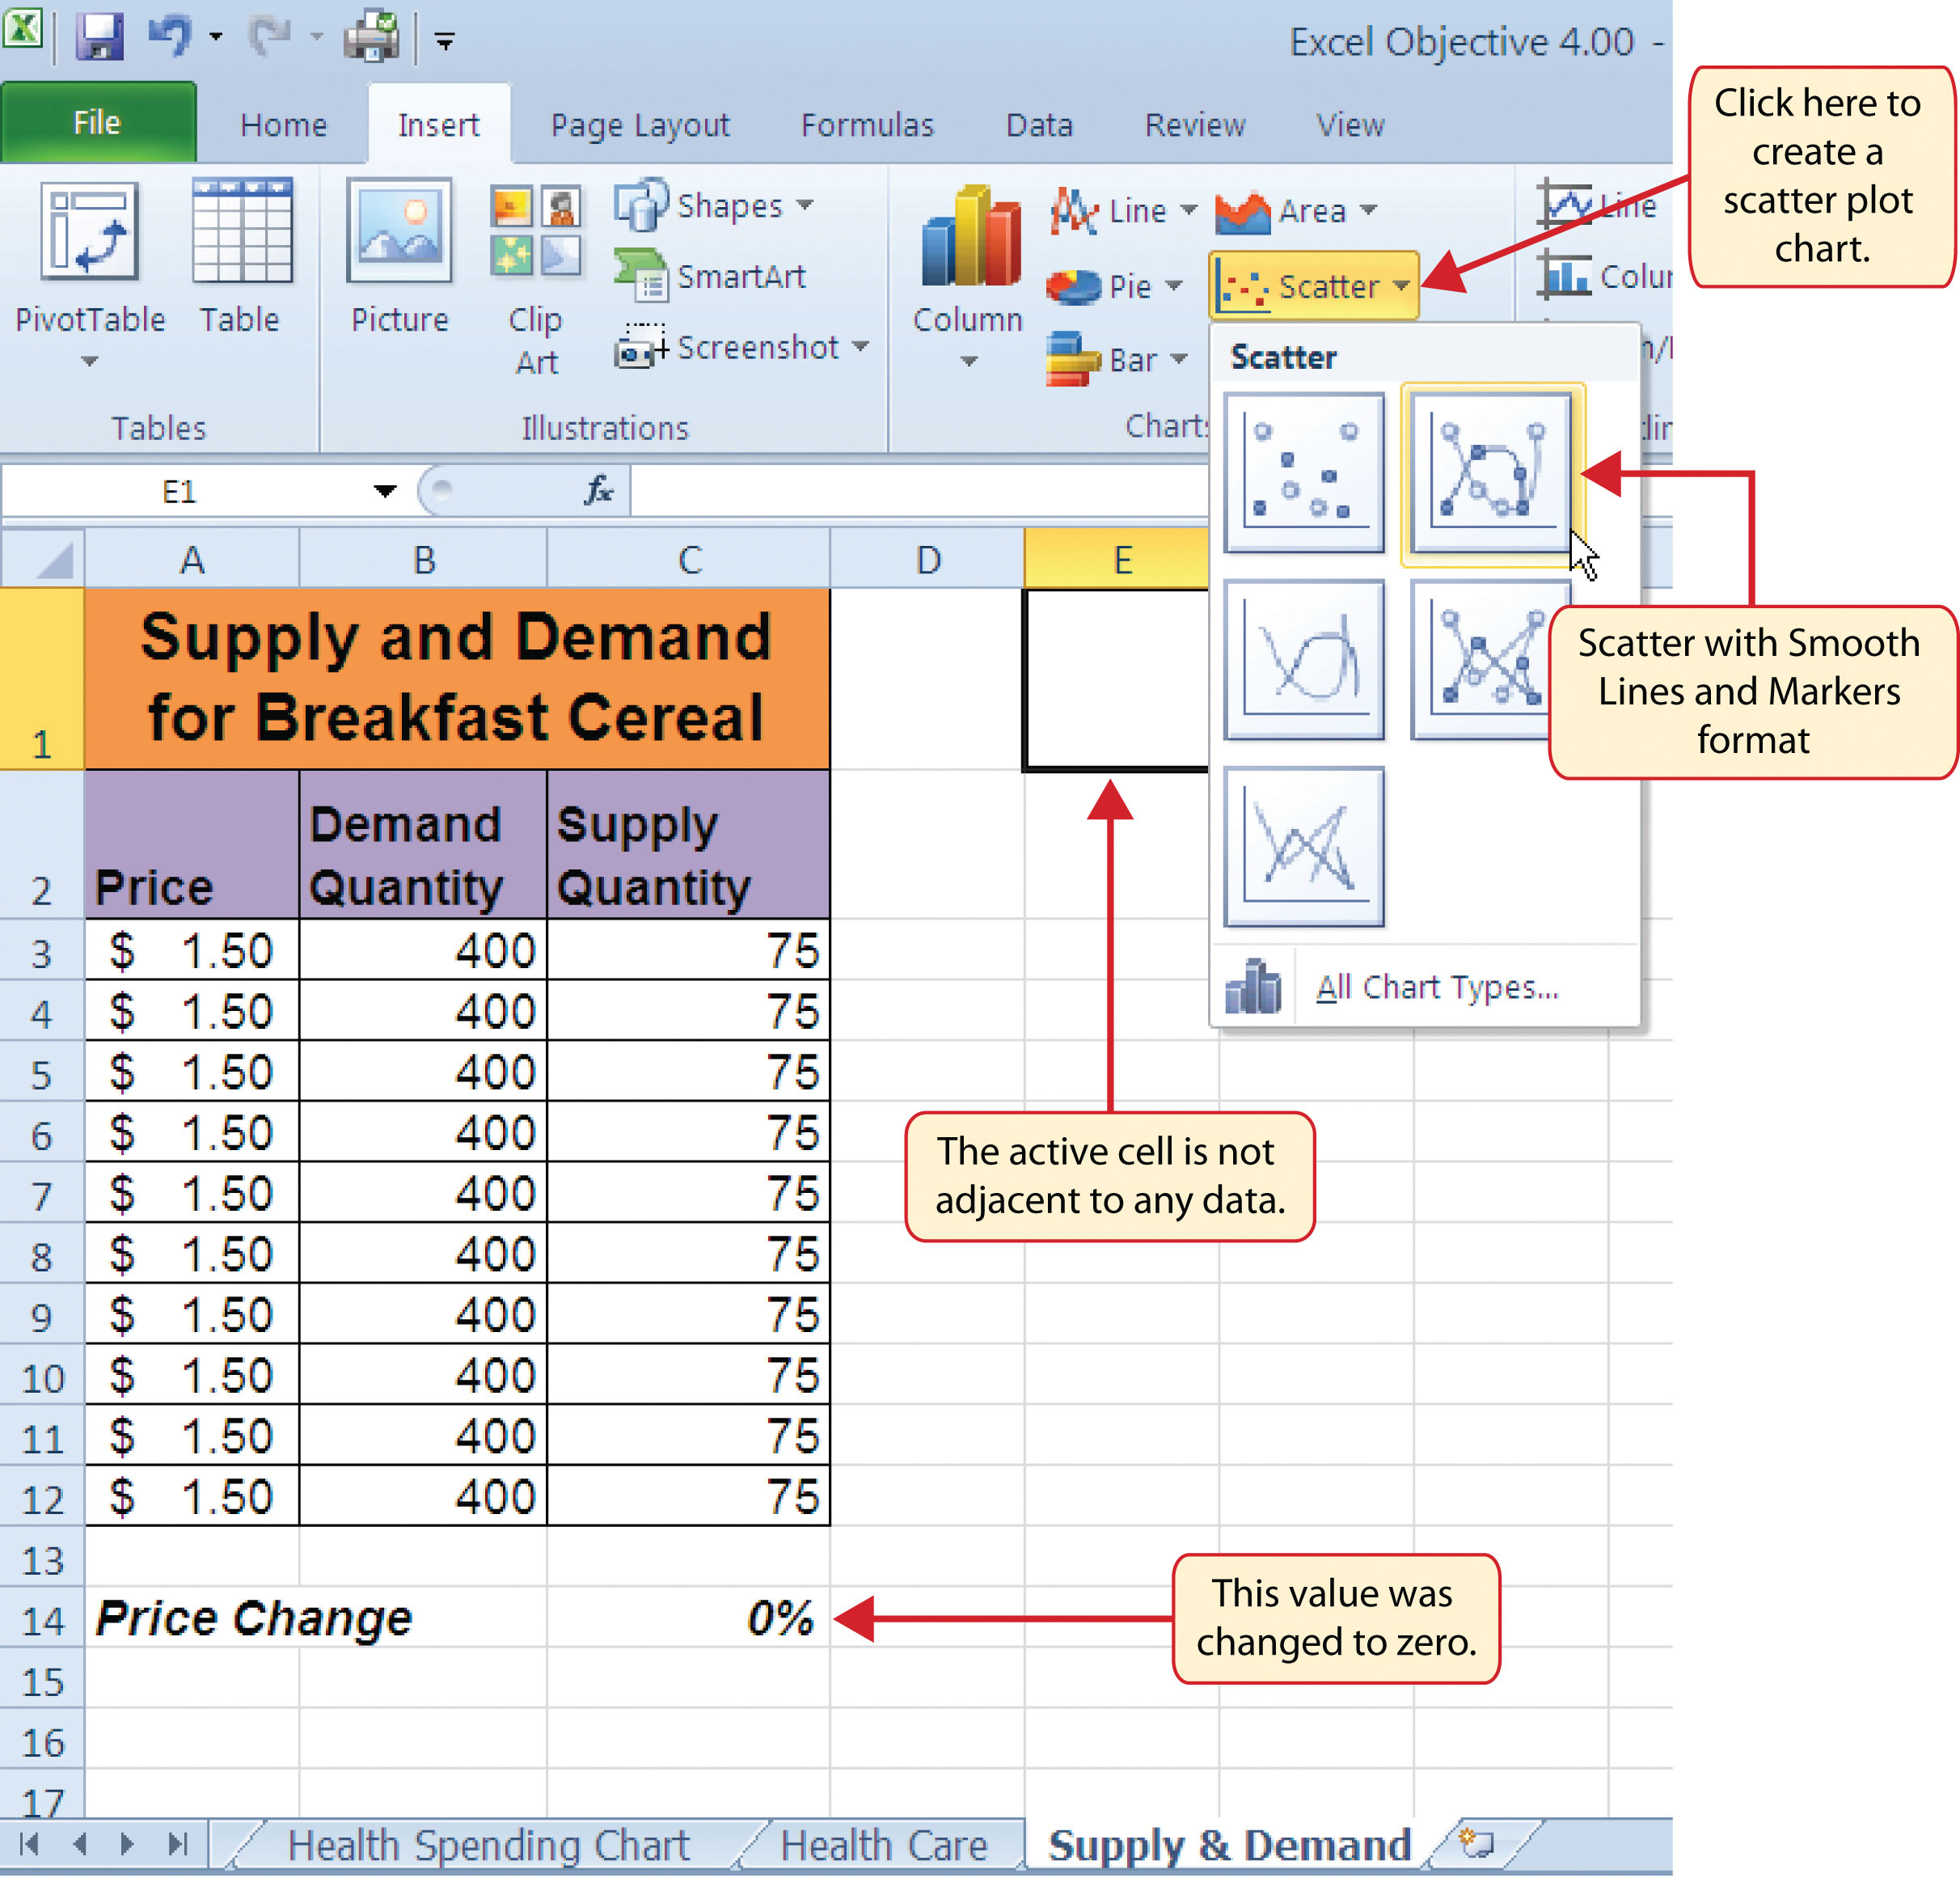 Excel Objective 4.00 -
File Home Insert Page Layout Formulas Data Review View
Click here to
create a
scatter plot
chart.
PivotTable Table Picture Clip
Art
Shapes
SmartArt
Screenshot
Column
Line
Pie
Bar
Area
Scatter
Line
Tables Illustrations
Scatter
Scatter with Smooth
Lines and Markers
format
All Chart Types...
E1 fx
A B C D E
1 Supply and Demand
for Breakfast Cereal
2 Price Demand
Quantity Supply
Quantity
3 $ 1.50 400 75
4 $ 1.50 400 75
5 $ 1.50 400 75
6 $ 1.50 400 75
7 $ 1.50 400 75
8 $ 1.50 400 75
9 $ 1.50 400 75
10 $ 1.50 400 75
11 $ 1.50 400 75
12 $ 1.50 400 75
13
14 Price Change 0%
15
16
17
The active cell is not
adjacent to any data.
This value was
changed to zero.
Health Spending Chart Health Care Supply & Demand